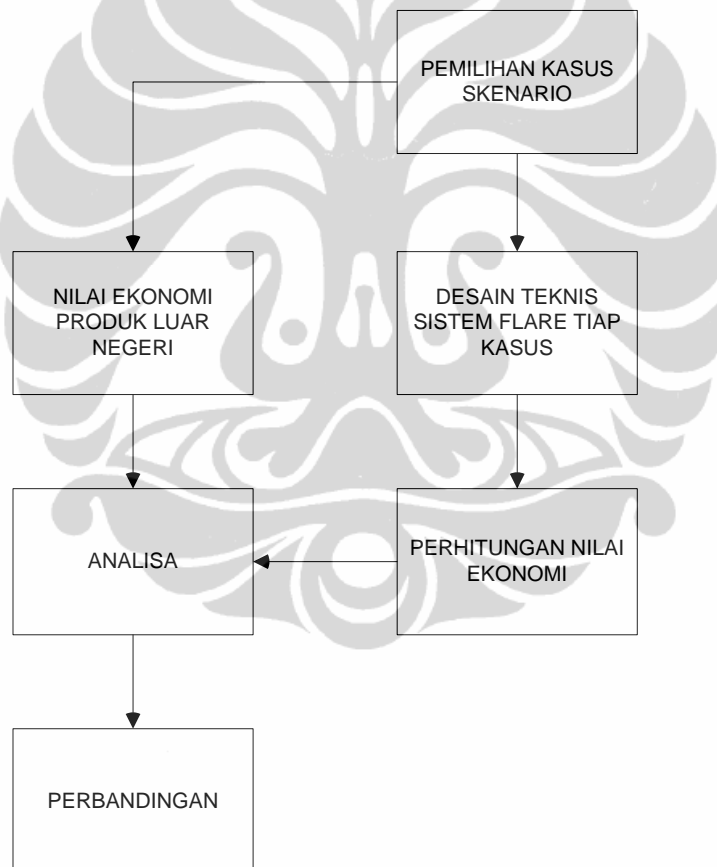 PEMILIHAN KASUS
SKENARIO
NILAI EKONOMI
PRODUK LUAR
NEGERI
DESAIN TEKNIS
SISTEM FLARE TIAP
KASUS
ANALISA
PERHITUNGAN NILAI
EKONOMI
PERBANDINGAN